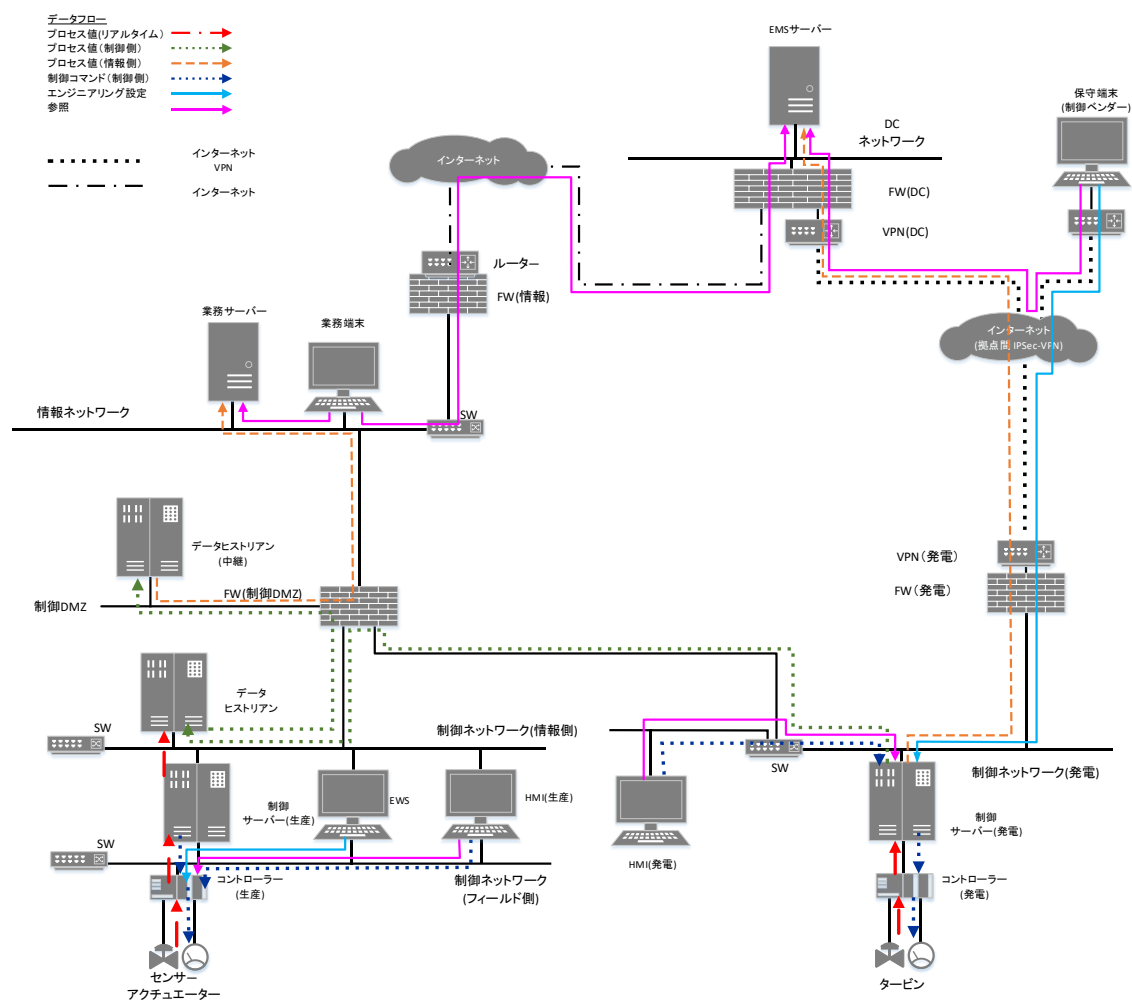 データフロー
プロセス値(リアルタイム)
プロセス値(制御側)
プロセス値(情報側)
制御コマンド(制御側)
エンジニアリング設定
参照
インターネット
VPN
インターネット
EMSサーバー
保守端末
(制御ベンダー)
DC
ネットワーク
インターネット
FW(DC)
VPN(DC)
ルーター
FW(情報)
業務サーバー
業務端末
インターネット
(拠点間 IPSec-VPN)
情報ネットワーク
SW
データヒストリアン
(中継)
VPN(発電)
FW(発電)
FW(制御DMZ)
制御DMZ
データ
ヒストリアン
SW
制御ネットワーク(情報側)
SW
制御ネットワーク(発電)
制御
サーバー(生産)
EWS
HMI(生産)
制御
サーバー(発電)
SW
HMI(発電)
コントローラー
(生産)
制御ネットワーク
(フィールド側)
コントローラー
(発電)
センサー
アクチュエーター
タービン